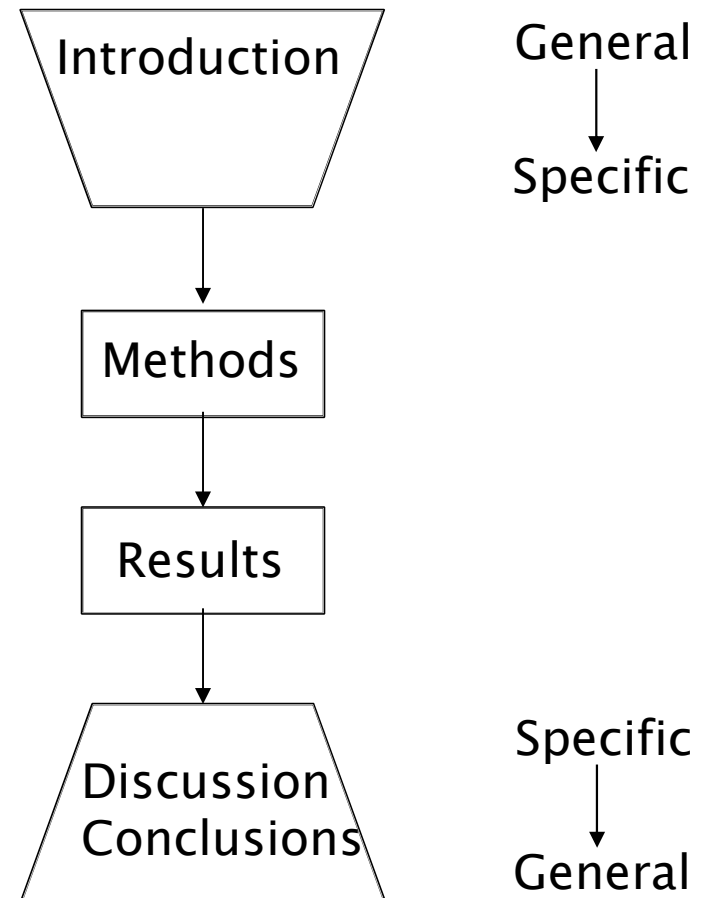 Introduction
General
Specific
Methods
Results
Discussion
Conclusions
Specific
General